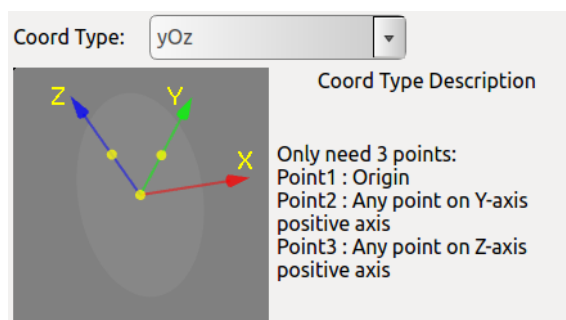 Coord Type: yOz
Coord Type Description
Z
Y
X
Only need 3 points:
Point1 : Origin
Point2 : Any point on Y-axis
positive axis
Point3 : Any point on Z-axis
positive axis